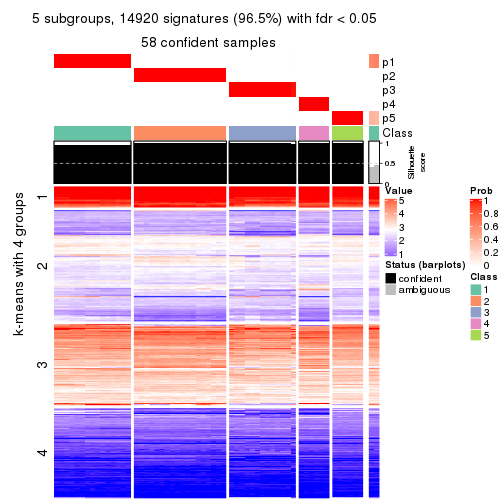 5 subgroups, 14920 signatures (96.5%) with fdr < 0.05
58 confident samples
p1
p2
p3
p4
p5
Class
1
0.5
0
Silhouette
score
k-means with 4 groups
1
2
3
4
Value
5
4
3
2
1
Status (barplots)
confident
ambiguous
Prob
1
0.8
0.6
0.4
0.2
0
Class
1
2
3
4
5